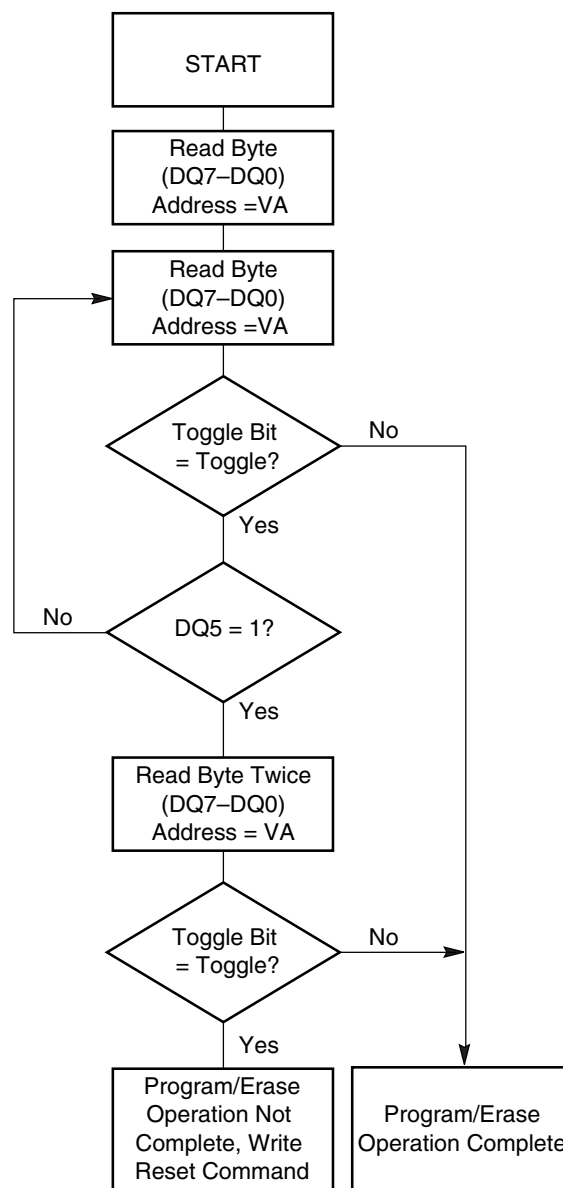 START
Read Byte
(DQ7–DQ0)
Address =VA
Read Byte
(DQ7–DQ0)
Address =VA
Toggle Bit
= Toggle?
No
Yes
No
DQ5 = 1?
Yes
Read Byte Twice
(DQ7–DQ0)
Address = VA
Toggle Bit
= Toggle?
No
Yes
Program/Erase
Operation Not
Complete, Write
Reset Command
Program/Erase
Operation Complete